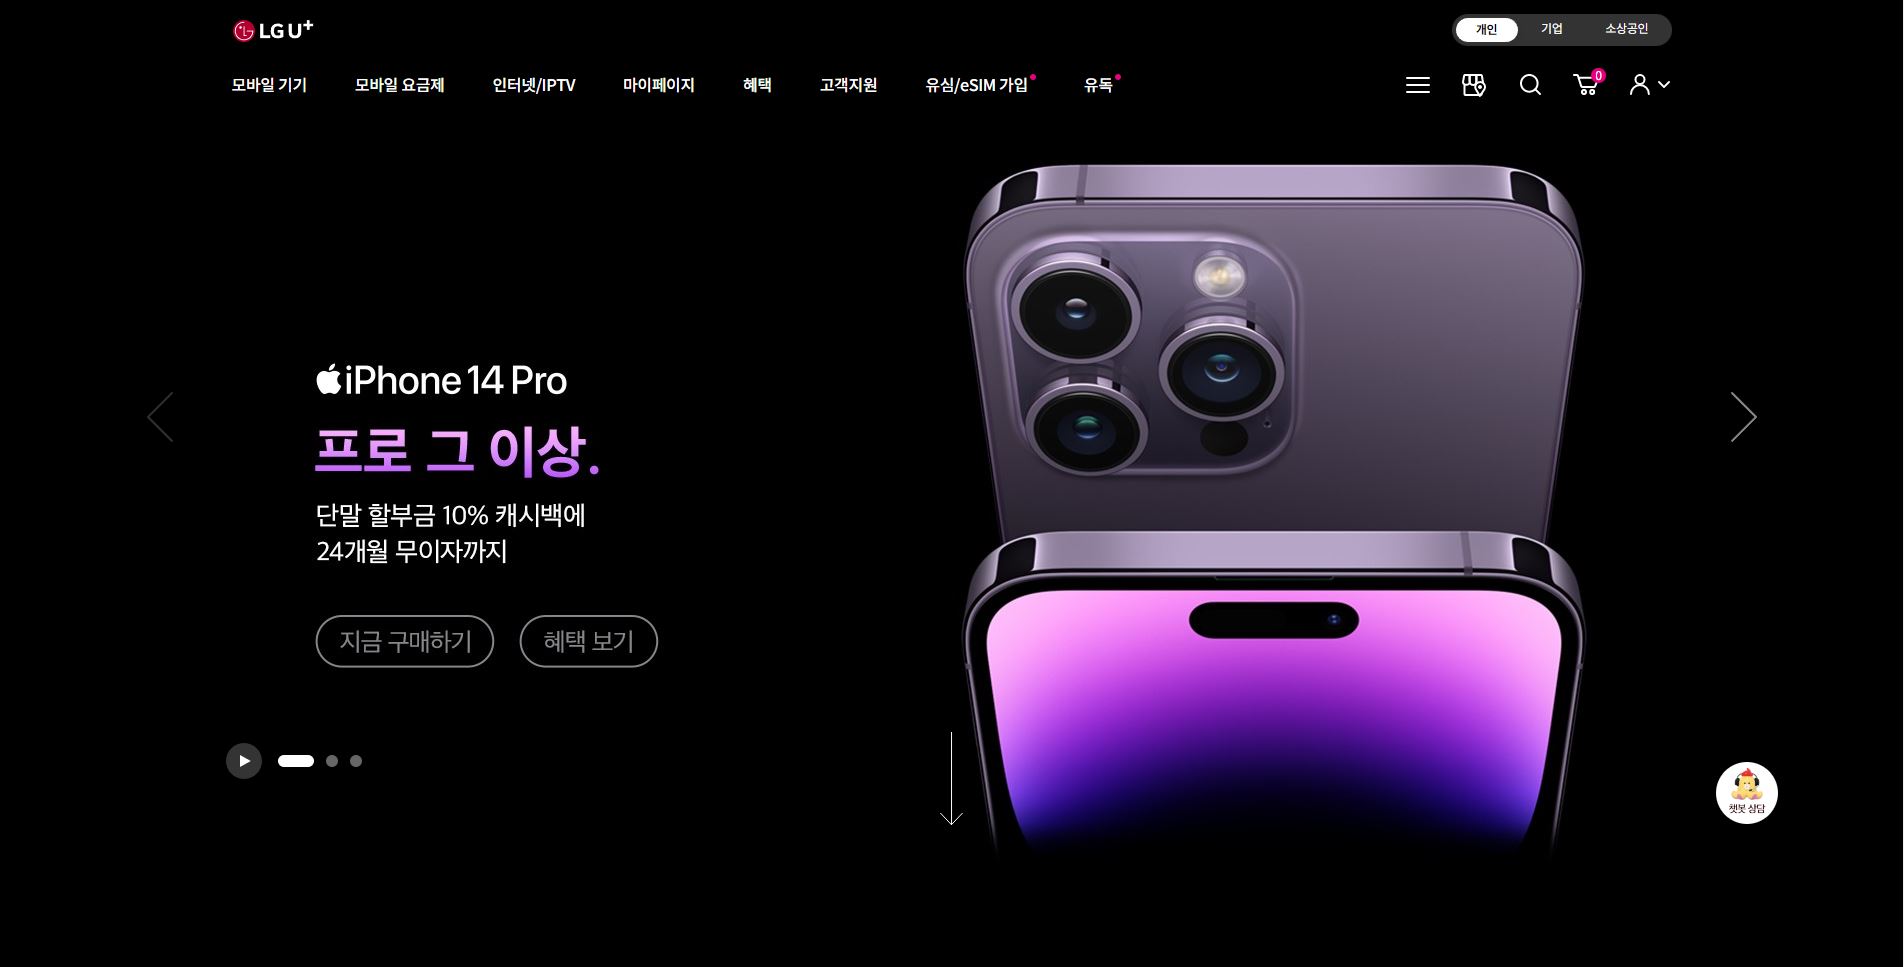 LG U+
개인 기업 소상공인
모바일 기기 모바일 요금제 인터넷/IPTV 마이페이지 혜택 고객지원 유심/eSIM 가입 유독
0
iPhone 14 Pro
프로 그 이상.
단말 할부금 10% 캐시백에
24개월 무이자까지
지금 구매하기 혜택 보기
챗봇 상담